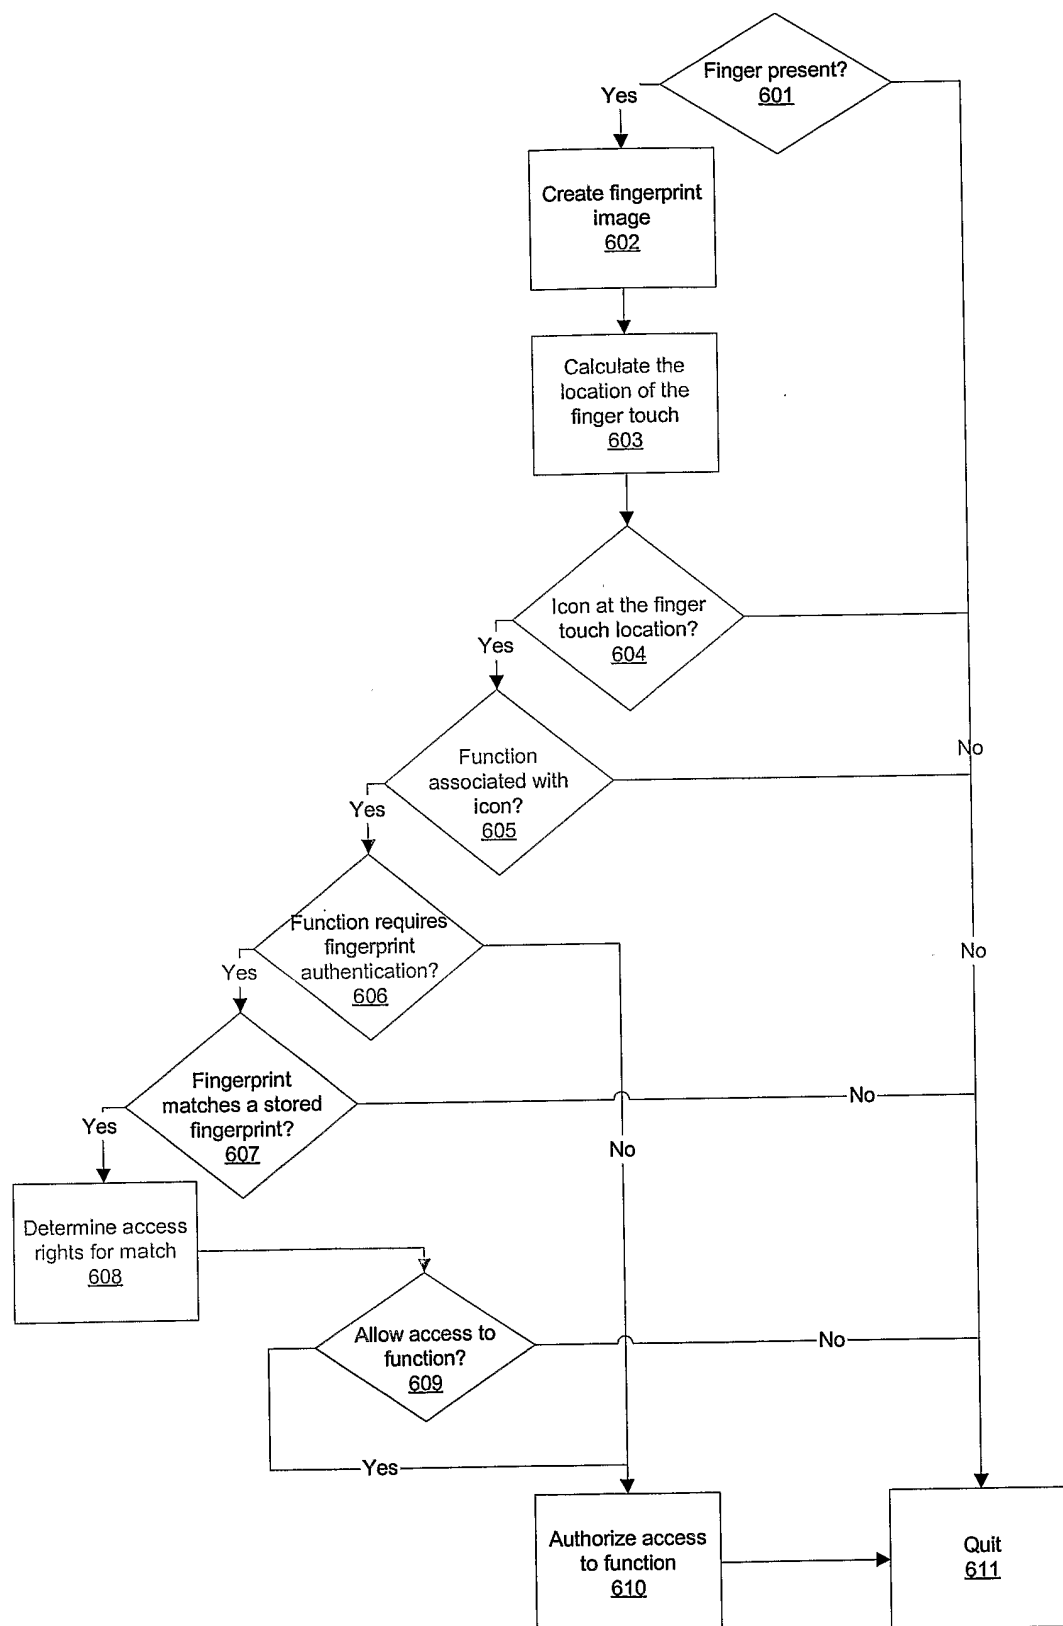 Finger present?
601
Yes
Create fingerprint
image
602
Calculate the
location of the
finger touch
603
Icon at the finger
touch location?
604
Yes
No
Function
associated with
icon?
605
Yes
Function requires
fingerprint
authentication?
606
No
Yes
Fingerprint
matches a stored
fingerprint?
607
No
Yes
No
Determine access
rights for match
608
Allow access to
function?
609
No
Yes
Authorize access
to function
610
Quit
611